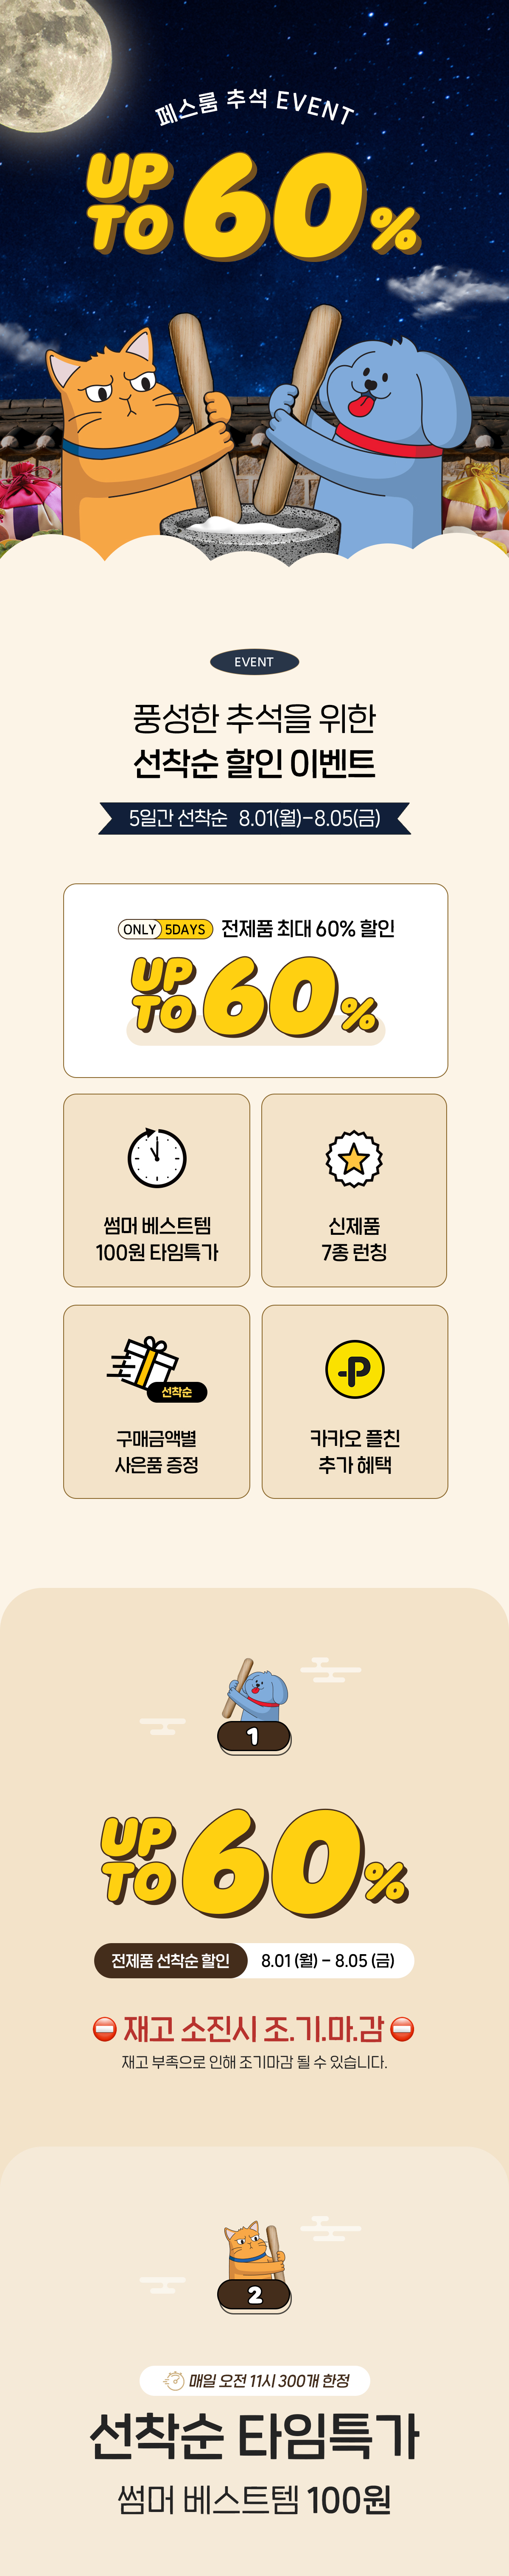 페스룸 추석 EVENT
UP
TO 60%
EVENT
풍성한 추석을 위한
선착순 할인 이벤트
5일간 선착순 8.01(월)-8.05(금)
ONLY 5DAYS 전제품 최대 60% 할인
UP
TO 60%
썸머 베스트템
100원 타임특가
신제품
7종 런칭
선착순
구매금액별
사은품 증정
P
카카오 플친
추가 혜택
1
UP
TO 60%
전제품 선착순 할인 8.01 (월) - 8.05 (금)
재고 소진시 조.기.마.감
재고 부족으로 인해 조기마감 될 수 있습니다.
2
매일 오전 11시 300개 한정
선착순 타임특가
썸머 베스트템 100원